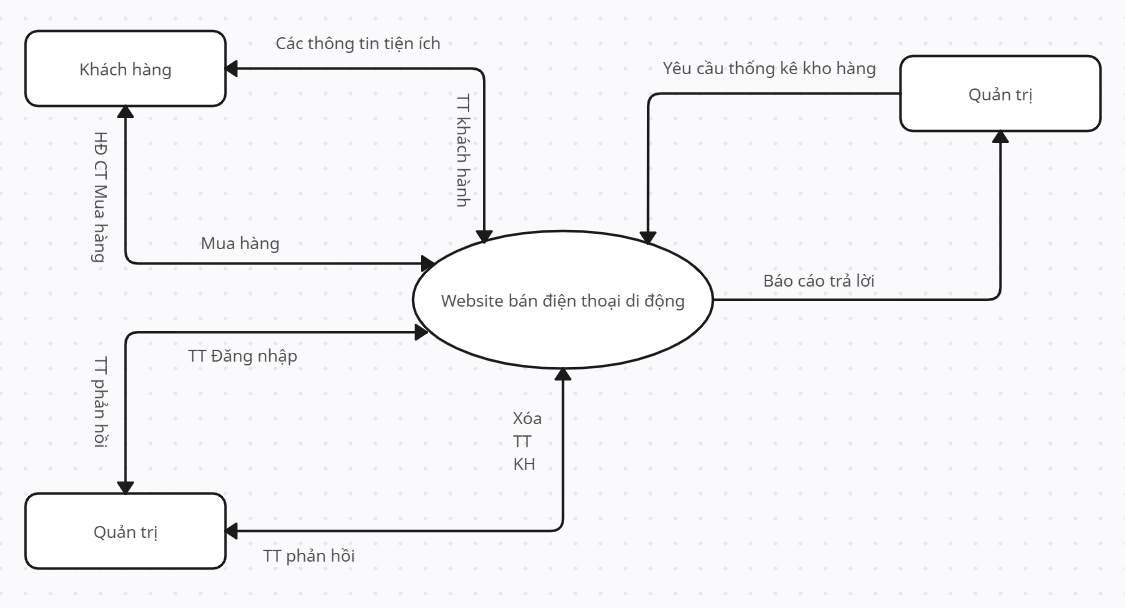 Khách hàng
Các thông tin tiện ích
Yêu cầu thống kê kho hàng
Quản trị
TT khách hành
HĐ CT Mua hàng
Mua hàng
Website bán điện thoại di động
Báo cáo trả lời
TT Đăng nhập
TT phản hồi
Xóa
TT
KH
Quản trị
TT phản hồi